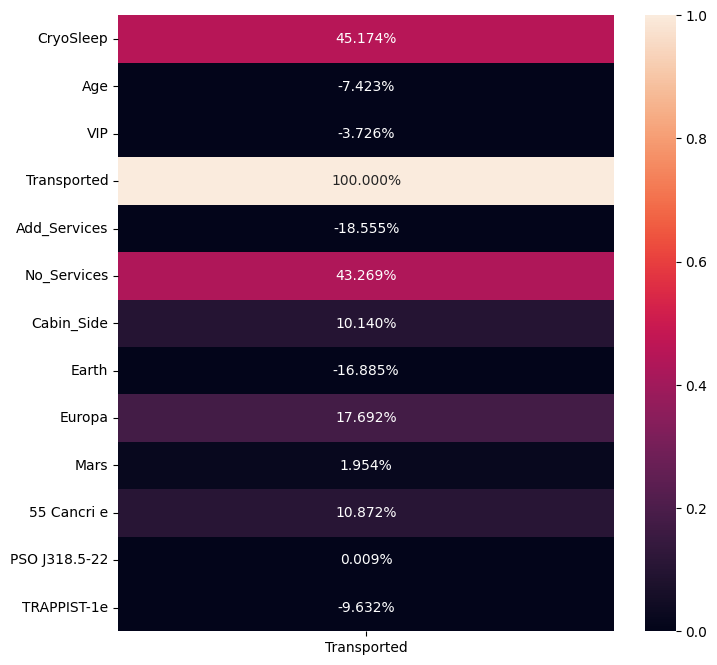 CryoSleep 45.174%
Age -7.423%
VIP -3.726%
Transported 100.000%
Add_Services -18.555%
No_Services 43.269%
Cabin_Side 10.140%
Earth -16.885%
Europa 17.692%
Mars 1.954%
55 Cancri e 10.872%
PSO J318.5-22 0.009%
TRAPPIST-1e -9.632%
Transported
1.0
0.8
0.6
0.4
0.2
0.0